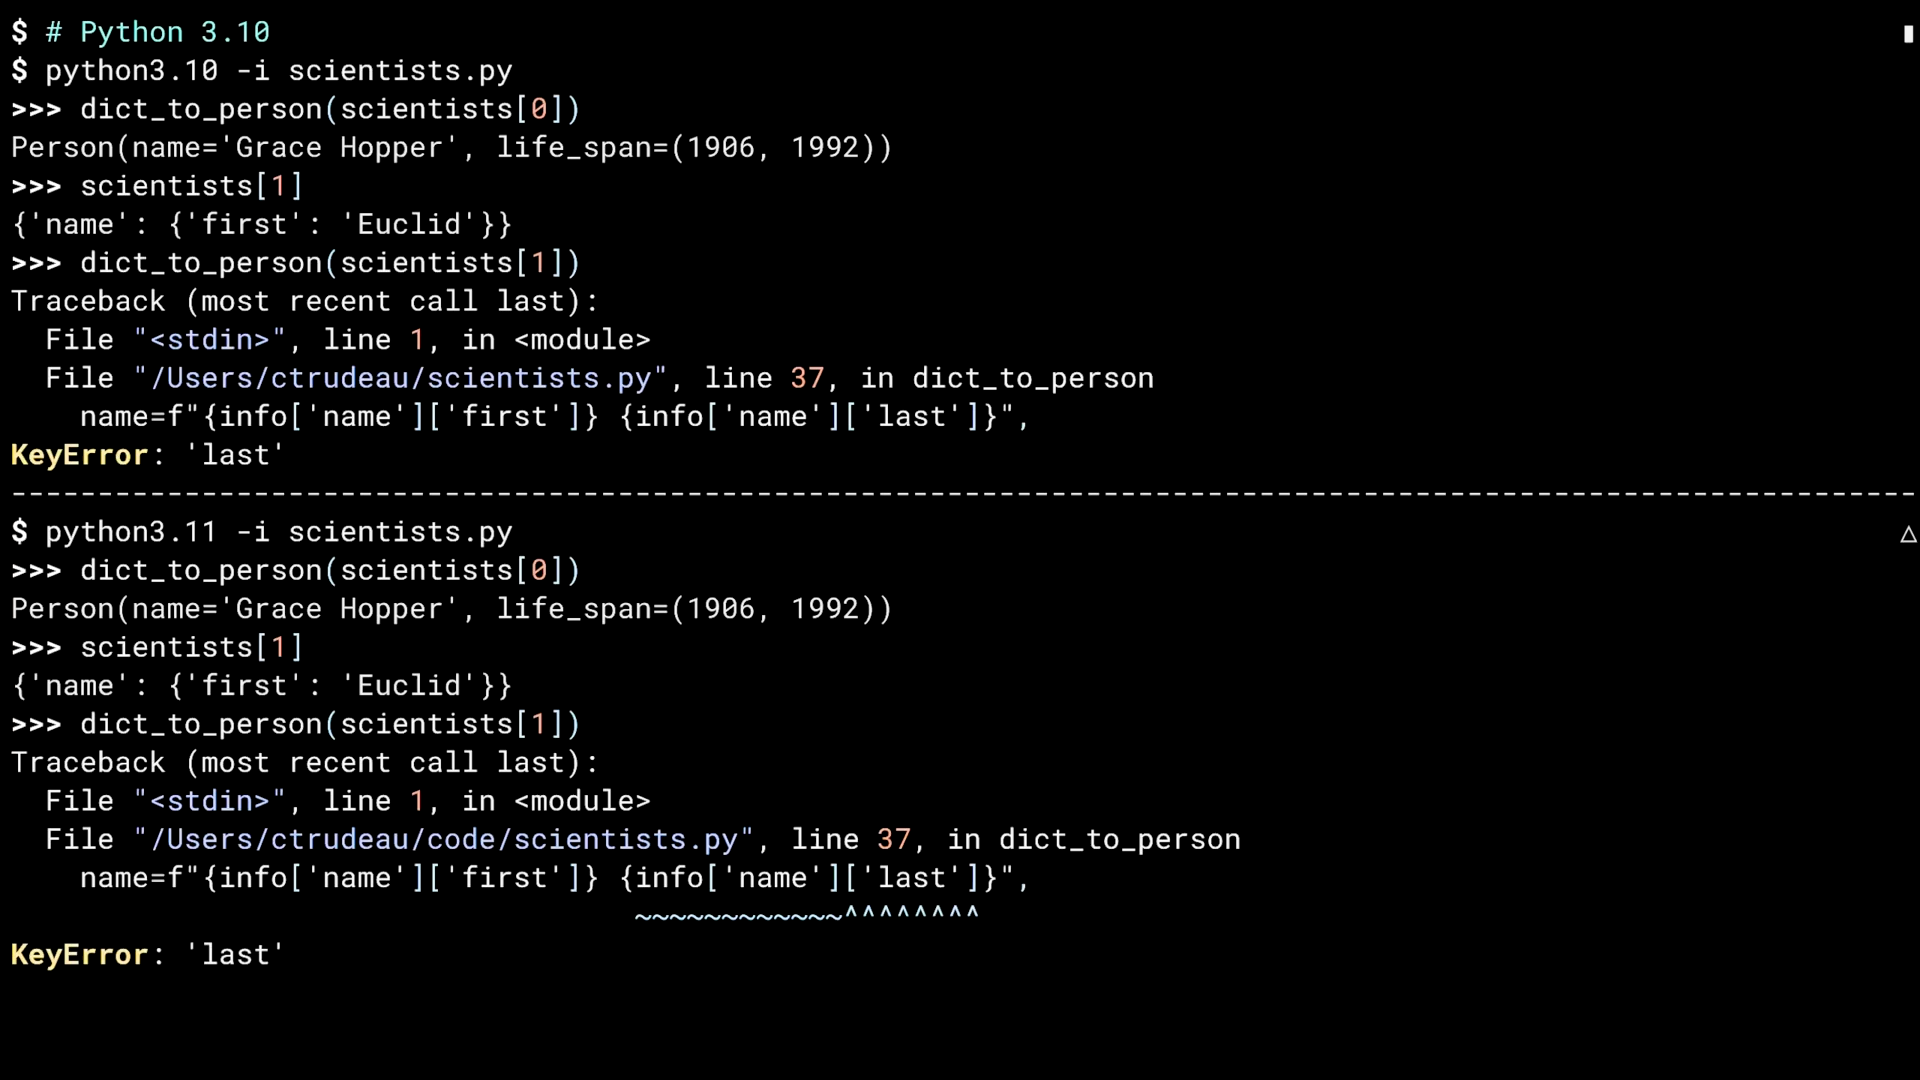 $ # Python 3.10
$ python3.10 -i scientists.py
>>> dict_to_person(scientists[0])
Person(name='Grace Hopper', life_span=(1906, 1992))
>>> scientists[1]
{'name': {'first': 'Euclid'}}
>>> dict_to_person(scientists[1])
Traceback (most recent call last):
  File "<stdin>", line 1, in <module>
  File "/Users/ctrudeau/scientists.py", line 37, in dict_to_person
    name=f"{info['name']['first']} {info['name']['last']}",
KeyError: 'last'
--------------------------------------------------------------------------------------------------------------
$ python3.11 -i scientists.py
>>> dict_to_person(scientists[0])
Person(name='Grace Hopper', life_span=(1906, 1992))
>>> scientists[1]
{'name': {'first': 'Euclid'}}
>>> dict_to_person(scientists[1])
Traceback (most recent call last):
  File "<stdin>", line 1, in <module>
  File "/Users/ctrudeau/code/scientists.py", line 37, in dict_to_person
    name=f"{info['name']['first']} {info['name']['last']}",
                                    ~~~~~~~~~~~~^^^^^^^^
KeyError: 'last'